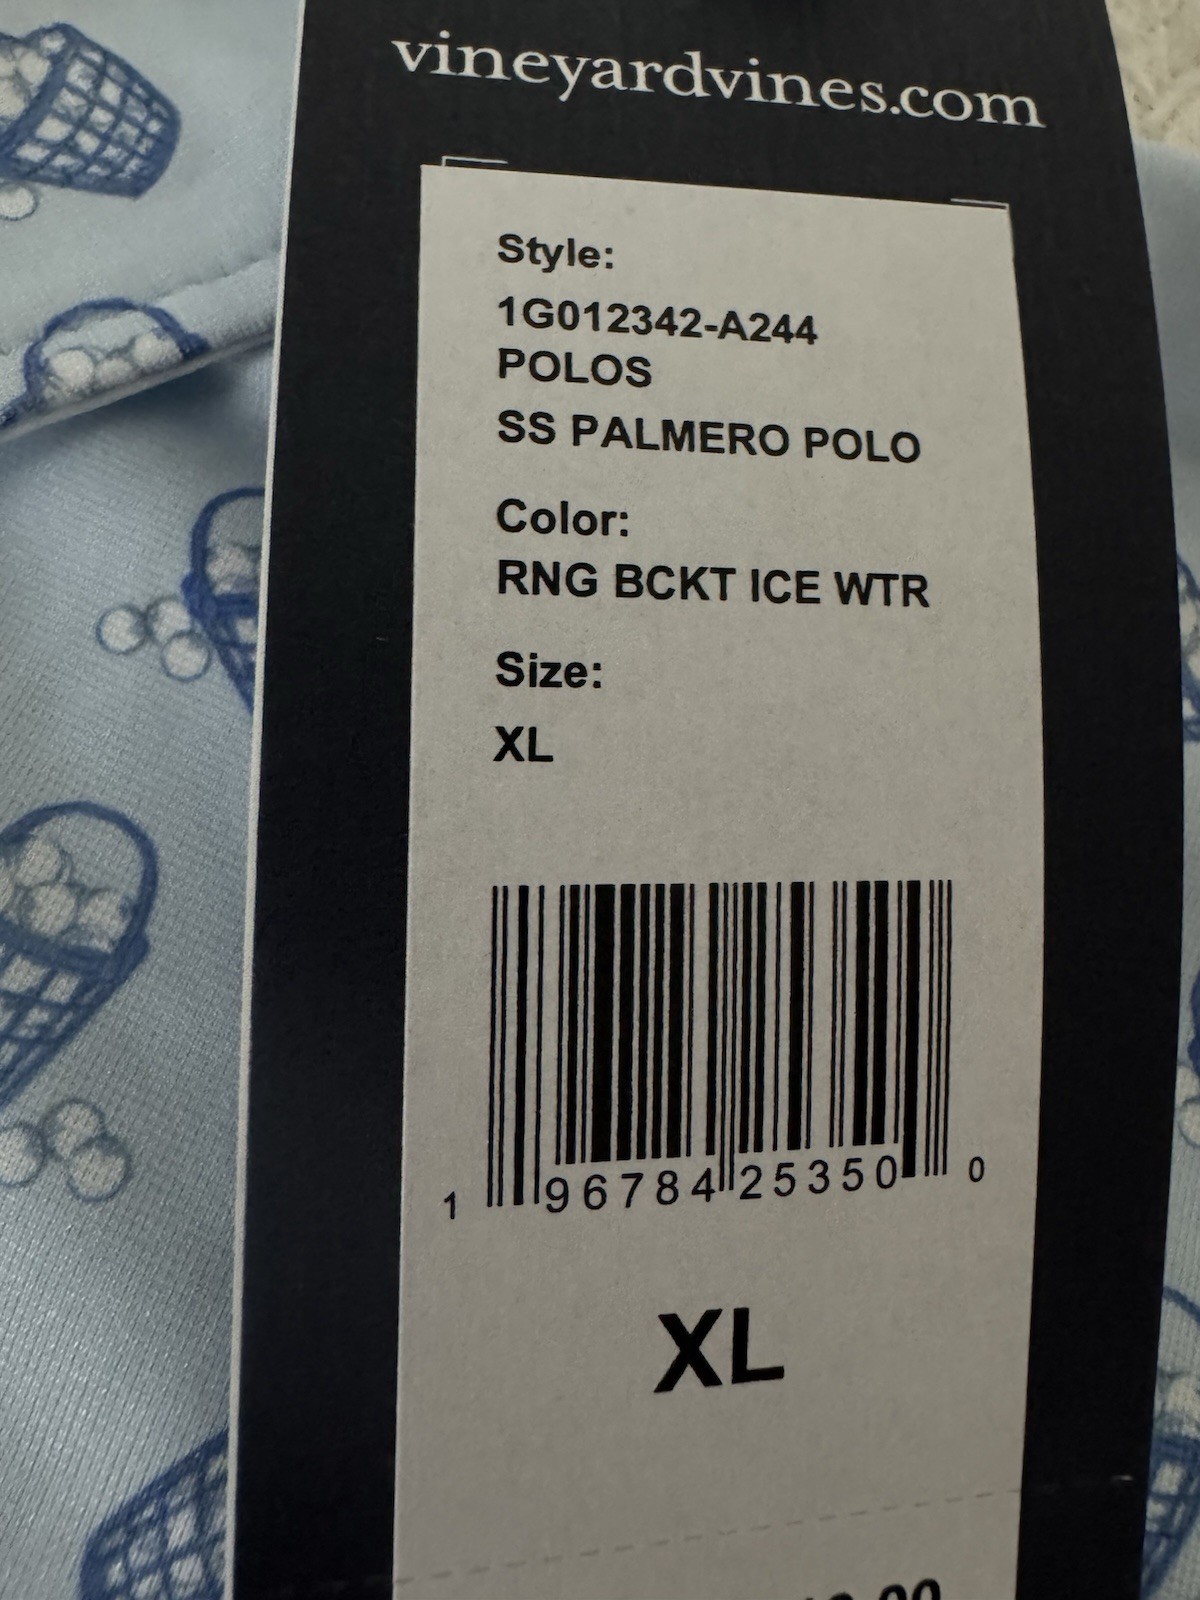 vineyardvines.com
Style:
1G012342-A244
POLOS
SS PALMERO POLO
Color:
RNG BCKT ICE WTR
Size:
XL
1 96784 25350 0
XL